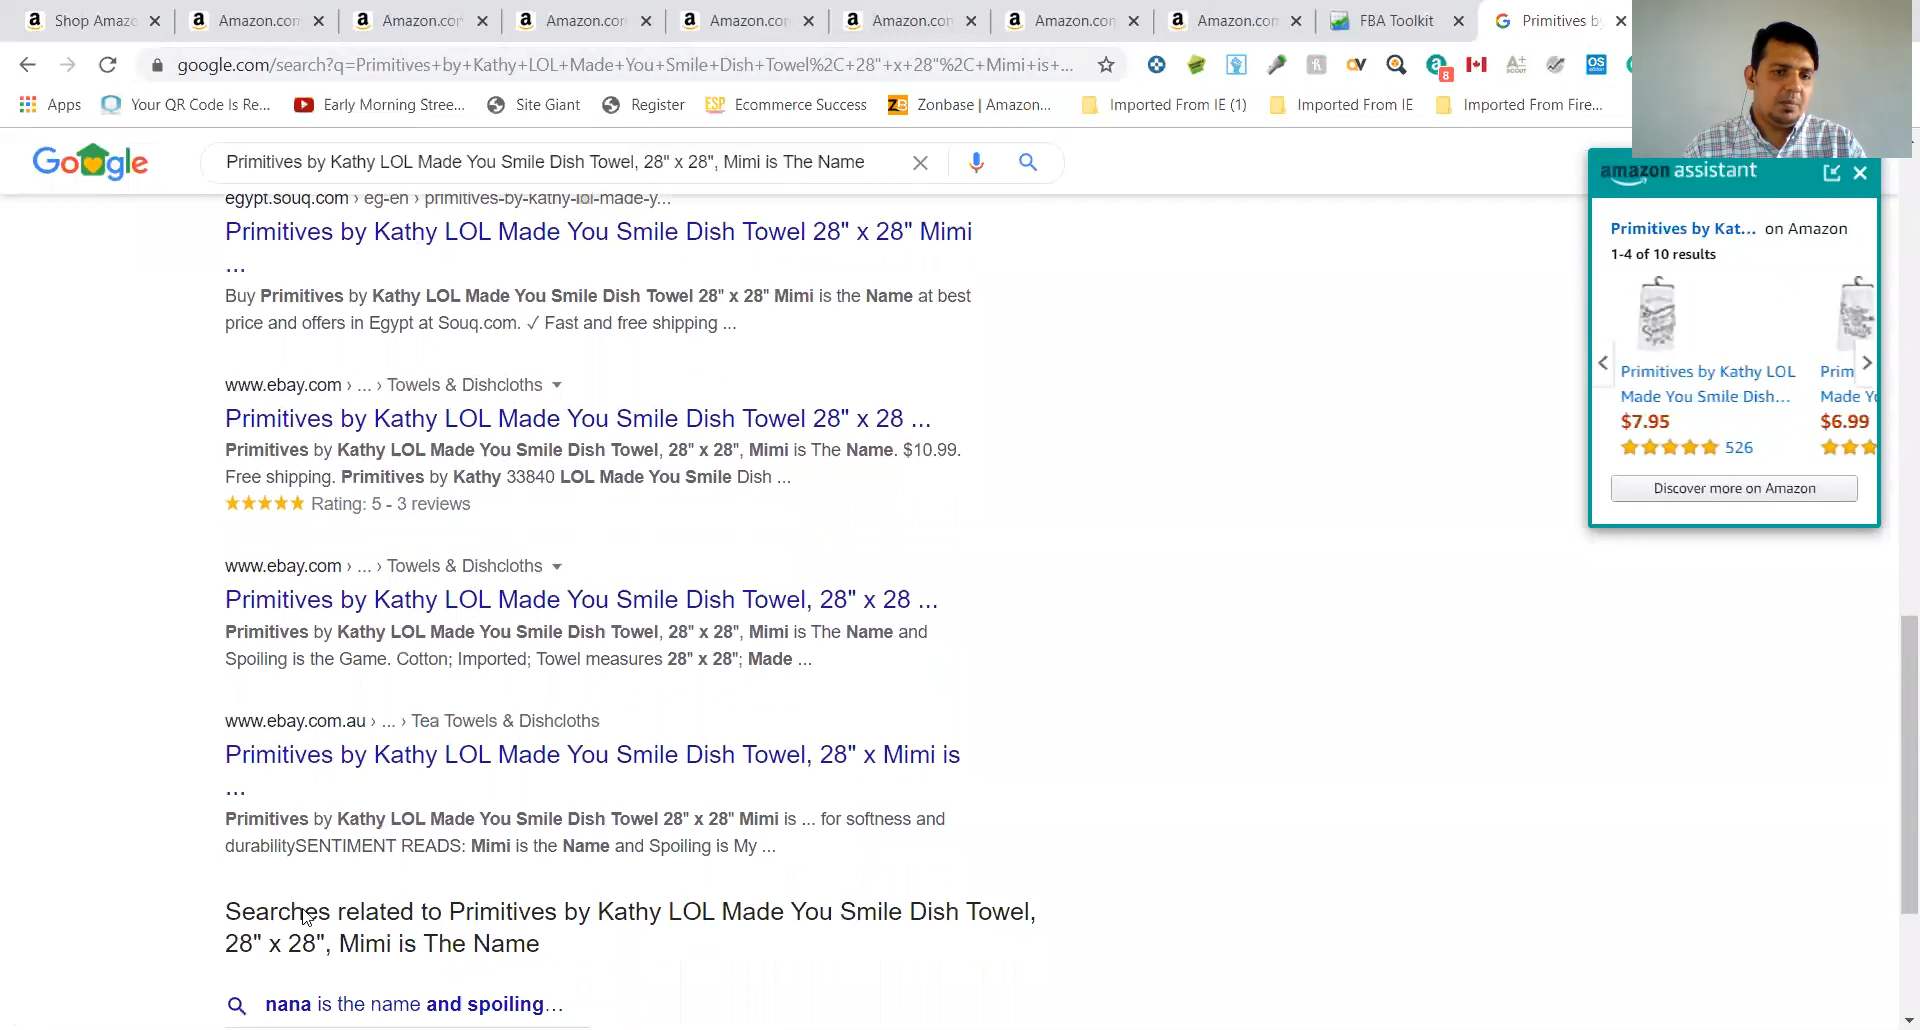 Shop Amazo
Amazon.com
Amazon.com
Amazon.com
Amazon.com
Amazon.com
Amazon.com
Amazon.com
FBA Toolkit
Primitives b
google.com/search?q=Primitives+by+Kathy+LOL+Made+You+Smile+Dish+Towel%2C+28"+x+28"%2C+Mimi+is+...
8
OS
Apps
Your QR Code Is Re...
Early Morning Stree...
Site Giant
Register
ESP Ecommerce Success
ZB Zonbase | Amazon...
Imported From IE (1)
Imported From IE
Imported From Fire...
Google
Primitives by Kathy LOL Made You Smile Dish Towel, 28" x 28", Mimi is The Name
egypt.souq.com › eg-en › primitives-by-kathy-lol-made-y...
Primitives by Kathy LOL Made You Smile Dish Towel 28" x 28" Mimi
...
Buy Primitives by Kathy LOL Made You Smile Dish Towel 28" x 28" Mimi is the Name at best
price and offers in Egypt at Souq.com. ✓ Fast and free shipping ...
www.ebay.com › ... › Towels & Dishcloths
Primitives by Kathy LOL Made You Smile Dish Towel 28" x 28 ...
Primitives by Kathy LOL Made You Smile Dish Towel, 28" x 28", Mimi is The Name. $10.99.
Free shipping. Primitives by Kathy 33840 LOL Made You Smile Dish ...
Rating: 5 - 3 reviews
www.ebay.com › ... › Towels & Dishcloths
Primitives by Kathy LOL Made You Smile Dish Towel, 28" x 28 ...
Primitives by Kathy LOL Made You Smile Dish Towel, 28" x 28", Mimi is The Name and
Spoiling is the Game. Cotton; Imported; Towel measures 28" x 28"; Made ...
www.ebay.com.au › ... › Tea Towels & Dishcloths
Primitives by Kathy LOL Made You Smile Dish Towel, 28" x Mimi is
...
Primitives by Kathy LOL Made You Smile Dish Towel 28" x 28" Mimi is ... for softness and
durabilitySENTIMENT READS: Mimi is the Name and Spoiling is My ...
Searches related to Primitives by Kathy LOL Made You Smile Dish Towel,
28" x 28", Mimi is The Name
nana is the name and spoiling...
amazon assistant
Primitives by Kat... on Amazon
1-4 of 10 results
Primitives by Kathy LOL
Made You Smile Dish...
$7.95
526
Prim
Made Y
$6.99
Discover more on Amazon